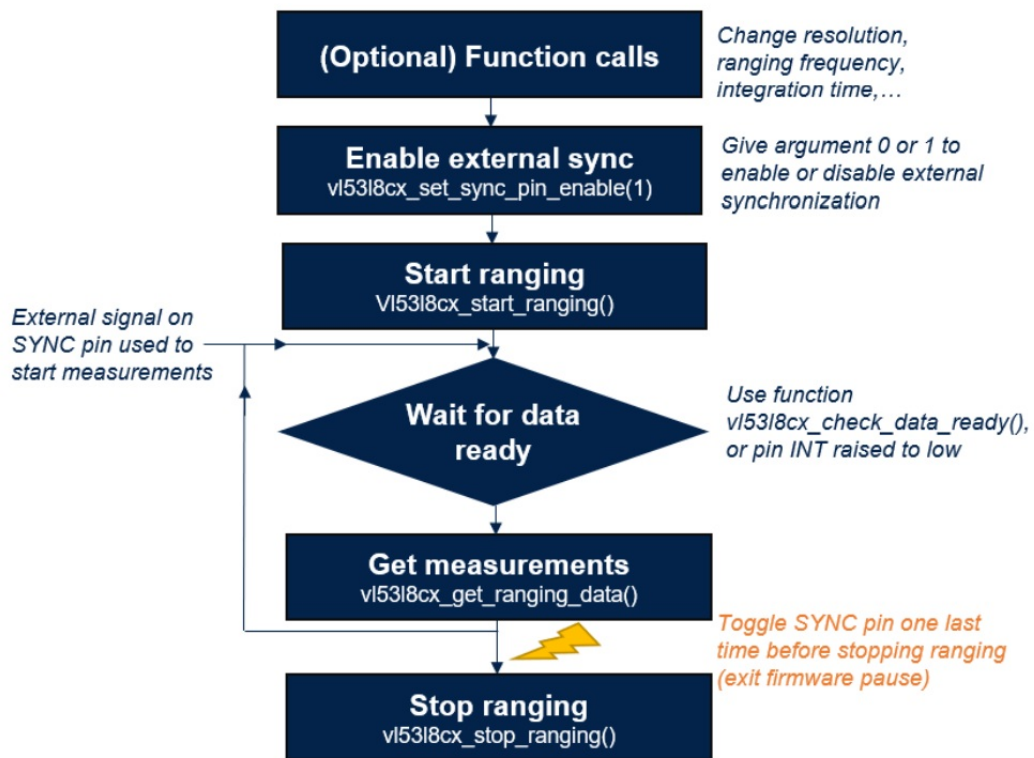 (Optional) Function calls
Change resolution,
ranging frequency,
integration time,…
Enable external sync
vl53l8cx_set_sync_pin_enable(1)
Give argument 0 or 1 to
enable or disable external
synchronization
Start ranging
Vl53l8cx_start_ranging()
External signal on
SYNC pin used to
start measurements
Wait for data
ready
Use function
vl53l8cx_check_data_ready(),
or pin INT raised to low
Get measurements
vl53l8cx_get_ranging_data()
Toggle SYNC pin one last
time before stopping ranging
(exit firmware pause)
Stop ranging
vl53l8cx_stop_ranging()